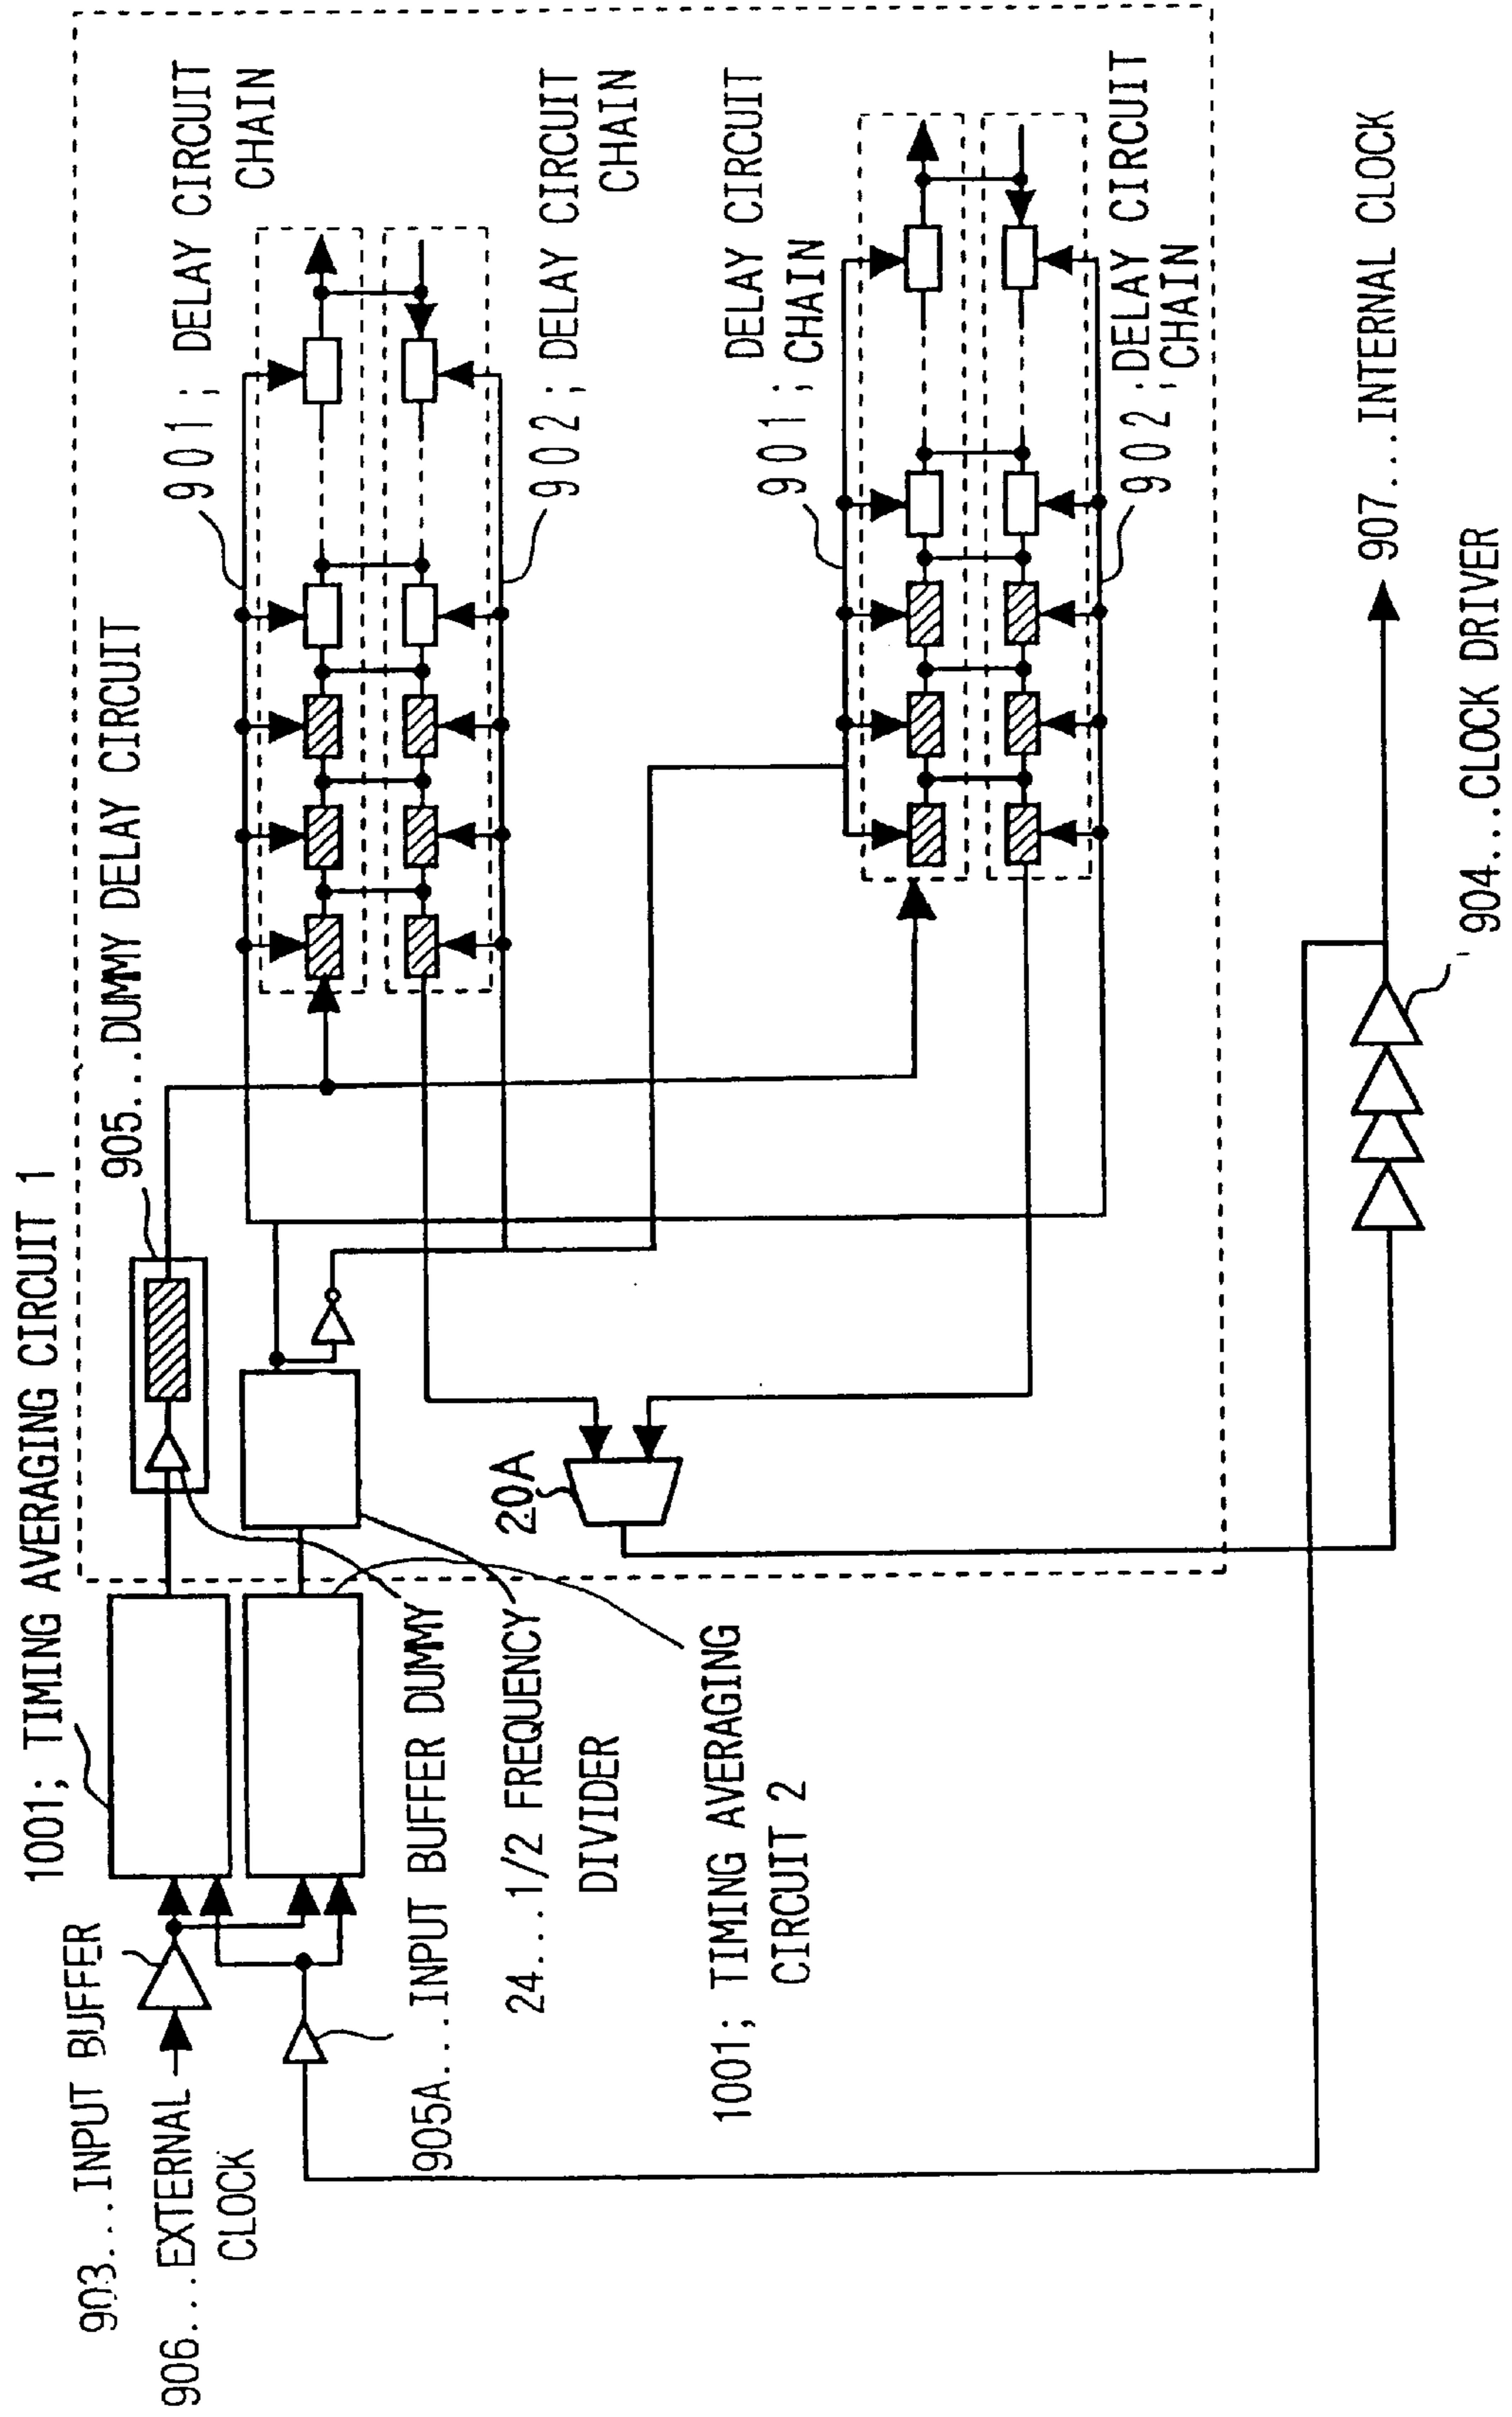 1001; TIMING AVERAGING CIRCUIT 1
903...INPUT BUFFER
906...EXTERNAL
CLOCK
905...DUMMY DELAY CIRCUIT
901; DELAY CIRCUIT
CHAIN
902; DELAY CIRCUIT
CHAIN
20A
905A...INPUT BUFFER DUMMY
24...1/2 FREQUENCY
DIVIDER
1001; TIMING AVERAGING
CIRCUIT 2
901; DELAY CIRCUIT
CHAIN
902; DELAY CIRCUIT
CHAIN
907...INTERNAL CLOCK
904...CLOCK DRIVER